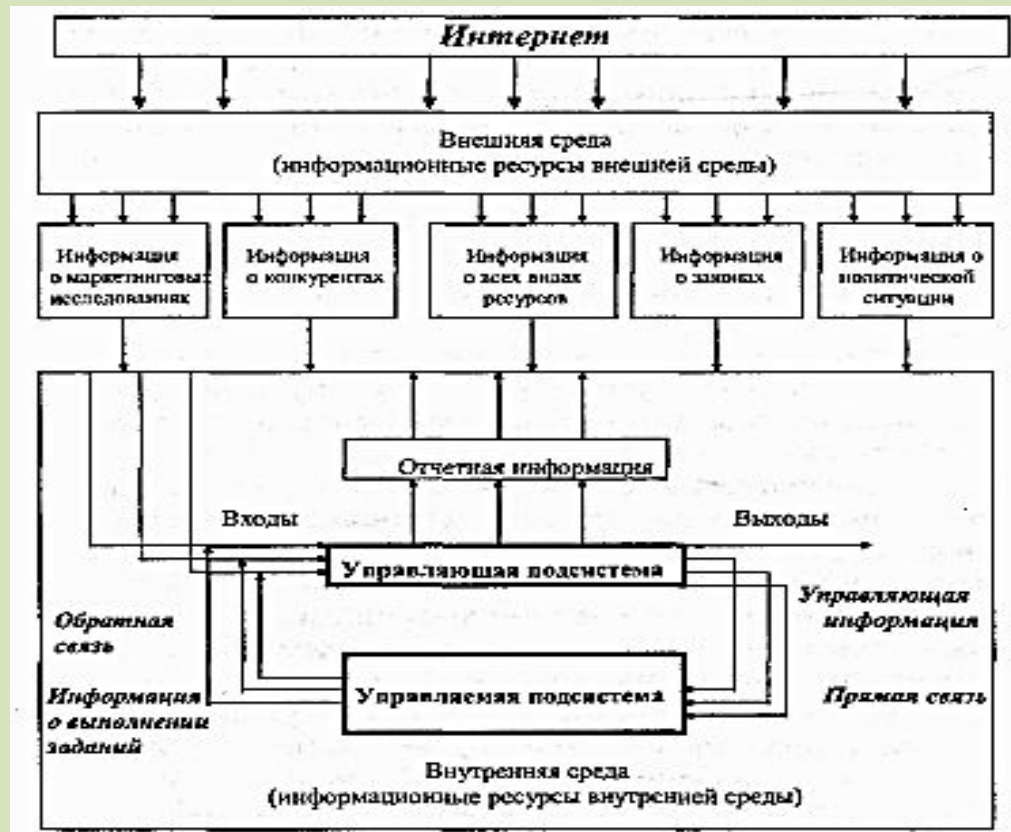 Интернет
Внешняя среда
(информационные ресурсы внешней среды)
Информация
о маркетинговых
исследованиях
Информация
о конкурентах
Информация
о всех видах
ресурсов
Информация
о законах
Информация о
политической
ситуации
Отчетная информация
Входы
Выходы
Управляющая подсистема
Управляющая
информация
Обратная
связь
Управляемая подсистема
Информация
о выполнении
заданий
Прямая связь
Внутренняя среда
(информационные ресурсы внутренней среды)